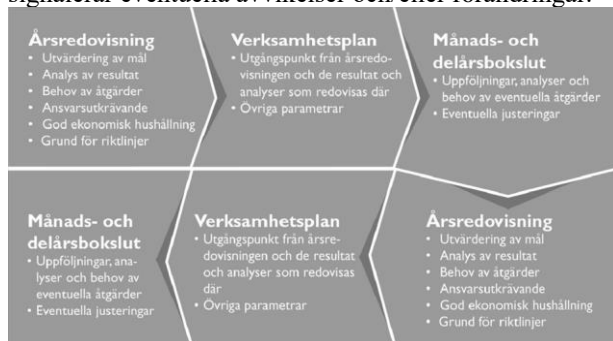 signalerar eventuella avvikelser och/eller förändringar.
Årsredovisning
• Utvärdering av mål
• Analys av resultat
• Behov av åtgärder
• Ansvarsutkrävande
• God ekonomisk hushållning
• Grund för riktlinjer
Verksamhetsplan
• Utgångspunkt från årsredo-
visningen och de resultat och
analyser som redovisas där
• Övriga parametrar
Månads- och
delårsbokslut
• Uppföljningar, analyser och
behov av eventuella åtgärder
• Eventuella justeringar
Månads- och
delårsbokslut
• Uppföljningar, ana-
lyser och behov av
eventuella åtgärder
• Eventuella justeringar
Verksamhetsplan
• Utgångspunkt från årsre-
dovisningen och de resultat
och analyser som redovisas
där
• Övriga parametrar
Årsredovisning
• Utvärdering av mål
• Analys av resultat
• Behov av åtgärder
• Ansvarsutkrävande
• God ekonomisk hushållning
• Grund för riktlinjer